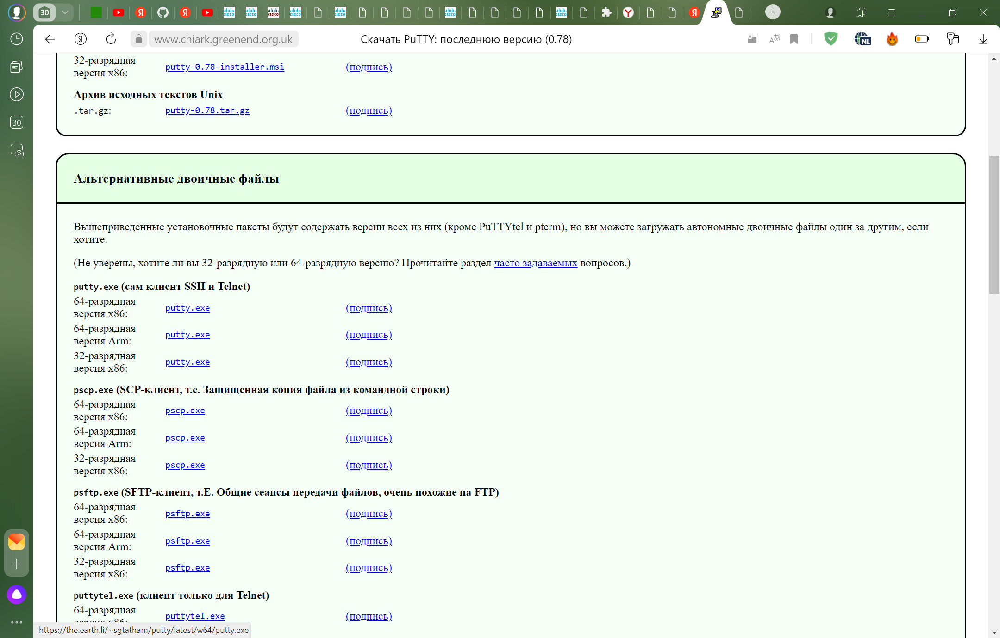 30
www.chiark.greenend.org.uk
Скачать PuTTY: последнюю версию (0.78)
NL
30
32-разрядная
версия x86:
putty-0.78-installer.msi
(подпись)
Архив исходных текстов Unix
.tar.gz:
putty-0.78.tar.gz
(подпись)
Альтернативные двоичные файлы
Вышеприведенные установочные пакеты будут содержать версии всех из них (кроме PuTTYtel и pterm), но вы можете загружать автономные двоичные файлы один за другим, если
хотите.
(Не уверены, хотите ли вы 32-разрядную или 64-разрядную версию? Прочитайте раздел часто задаваемых вопросов.)
putty.exe (сам клиент SSH и Telnet)
64-разрядная
версия x86:
putty.exe
(подпись)
64-разрядная
версия Arm:
putty.exe
(подпись)
32-разрядная
версия x86:
putty.exe
(подпись)
pscp.exe (SCP-клиент, т.е. Защищенная копия файла из командной строки)
64-разрядная
версия x86:
pscp.exe
(подпись)
64-разрядная
версия Arm:
pscp.exe
(подпись)
32-разрядная
версия x86:
pscp.exe
(подпись)
psftp.exe (SFTP-клиент, т.Е. Общие сеансы передачи файлов, очень похожие на FTP)
64-разрядная
версия x86:
psftp.exe
(подпись)
64-разрядная
версия Arm:
psftp.exe
(подпись)
32-разрядная
версия x86:
psftp.exe
(подпись)
puttytel.exe (клиент только для Telnet)
64-разрядная
версия x86:
puttytel.exe
(подпись)
https://the.earth.li/~sgtatham/putty/latest/w64/putty.exe